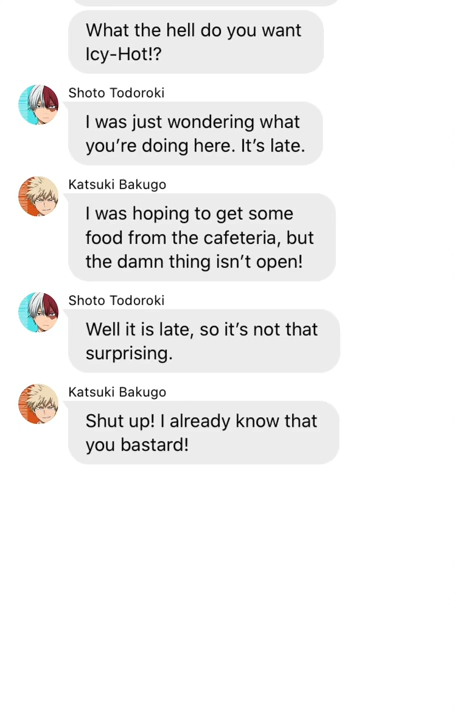 What the hell do you want
Icy-Hot!?
Shoto Todoroki
I was just wondering what
you’re doing here. It’s late.
Katsuki Bakugo
I was hoping to get some
food from the cafeteria, but
the damn thing isn’t open!
Shoto Todoroki
Well it is late, so it’s not that
surprising.
Katsuki Bakugo
Shut up! I already know that
you bastard!